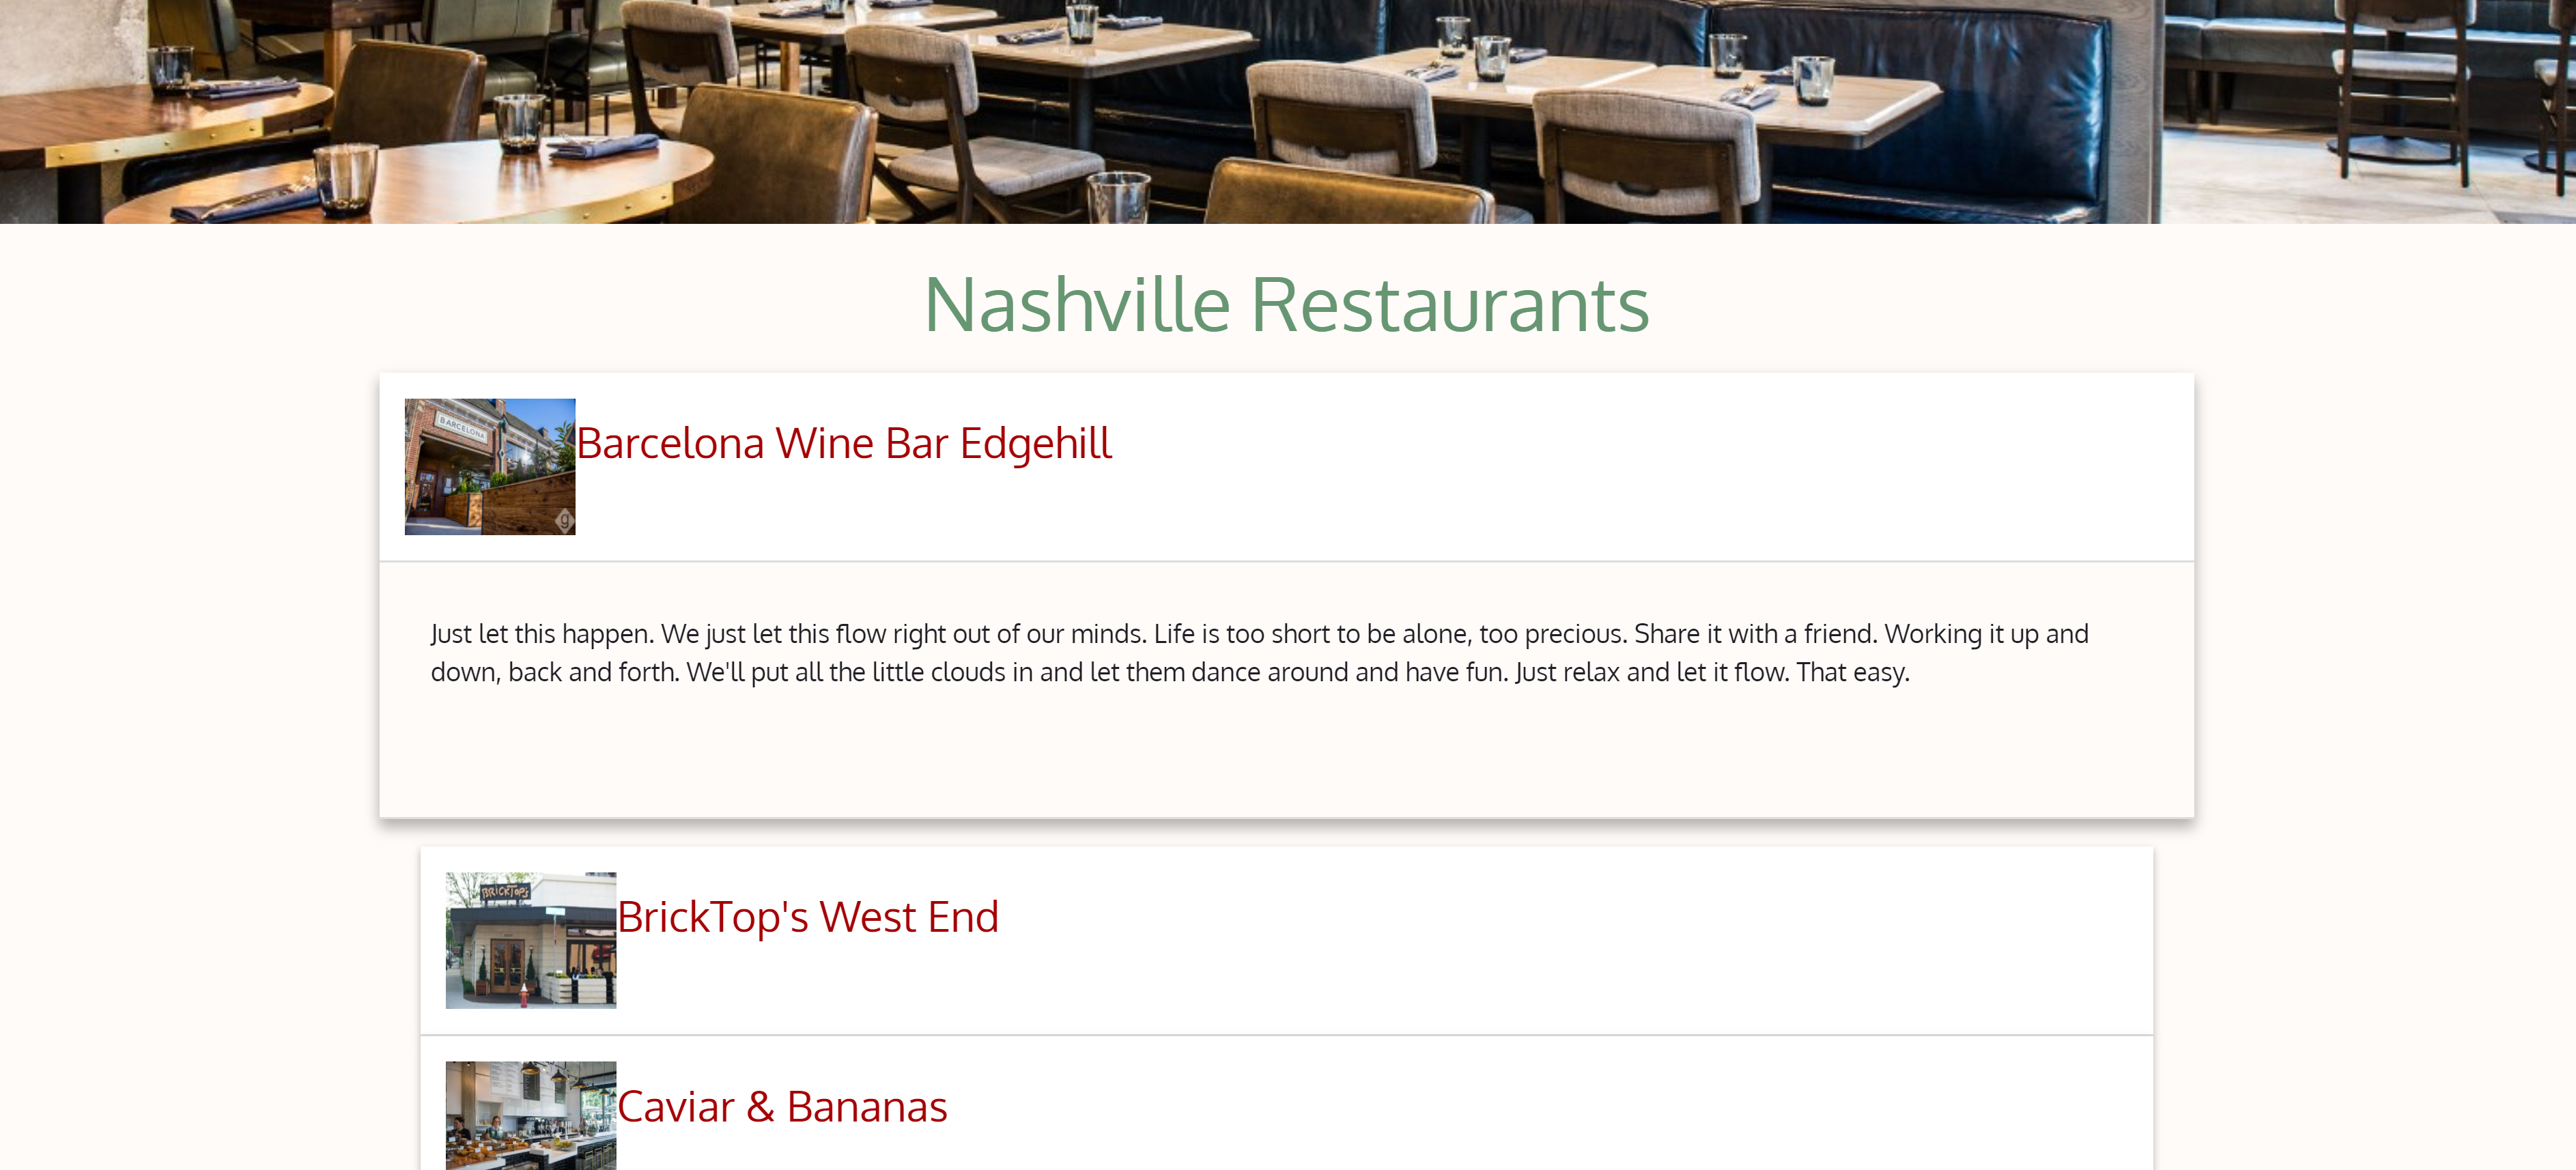 Nashville Restaurants
BARCELONA
Barcelona Wine Bar Edgehill
g
Just let this happen. We just let this flow right out of our minds. Life is too short to be alone, too precious. Share it with a friend. Working it up and
down, back and forth. We'll put all the little clouds in and let them dance around and have fun. Just relax and let it flow. That easy.
BRICKTOP'S
BrickTop's West End
Caviar & Bananas